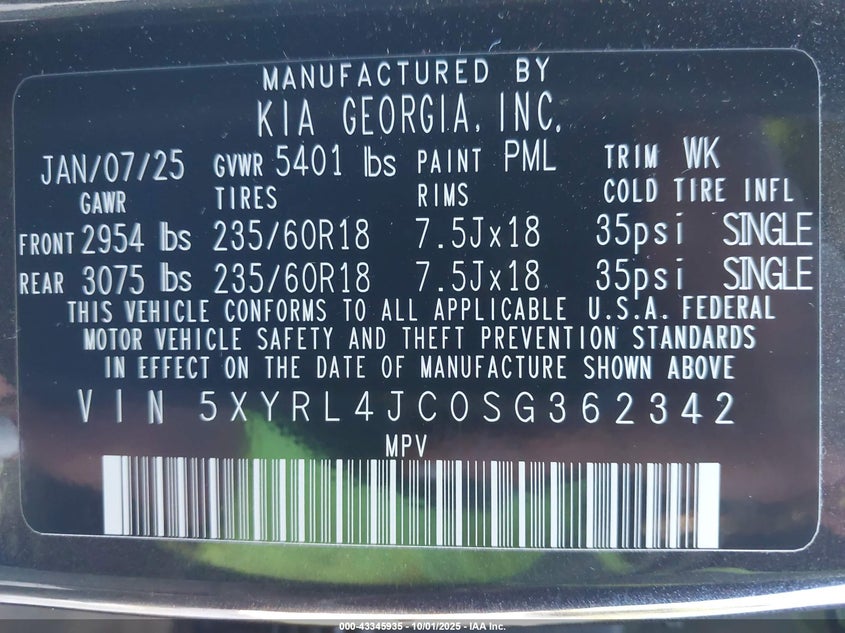 MANUFACTURED BY
KIA GEORGIA, INC.
JAN/07/25 GVWR 5401 lbs PAINT PML TRIM WK
GAWR TIRES RIMS COLD TIRE INFL
FRONT 2954 lbs 235/60R18 7.5Jx18 35psi SINGLE
REAR 3075 lbs 235/60R18 7.5Jx18 35psi SINGLE
THIS VEHICLE CONFORMS TO ALL APPLICABLE U.S.A. FEDERAL
MOTOR VEHICLE SAFETY AND THEFT PREVENTION STANDARDS
IN EFFECT ON THE DATE OF MANUFACTURE SHOWN ABOVE
VIN 5XYRL4JC0SG362342
MPV
000-43345935 - 10/01/2025 - IAA Inc.